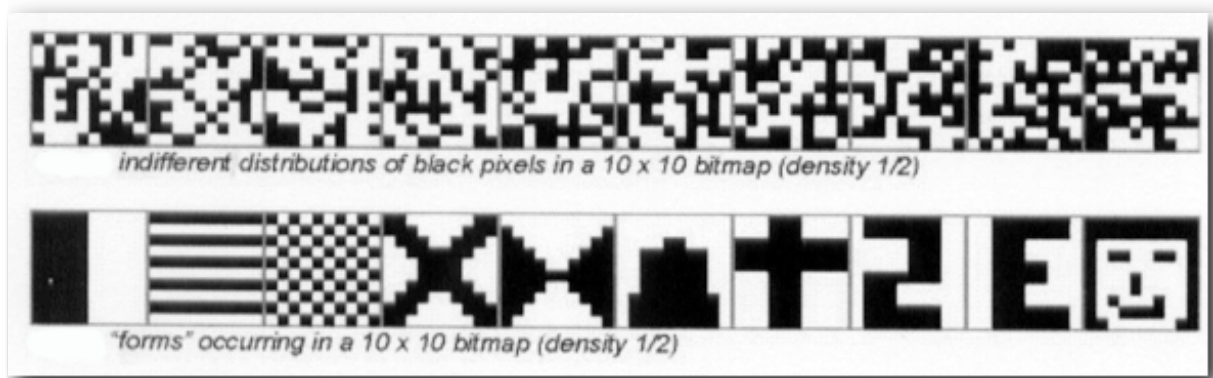 indifferent distributions of black pixels in a 10 x 10 bitmap (density 1/2)
"forms" occurring in a 10 x 10 bitmap (density 1/2)